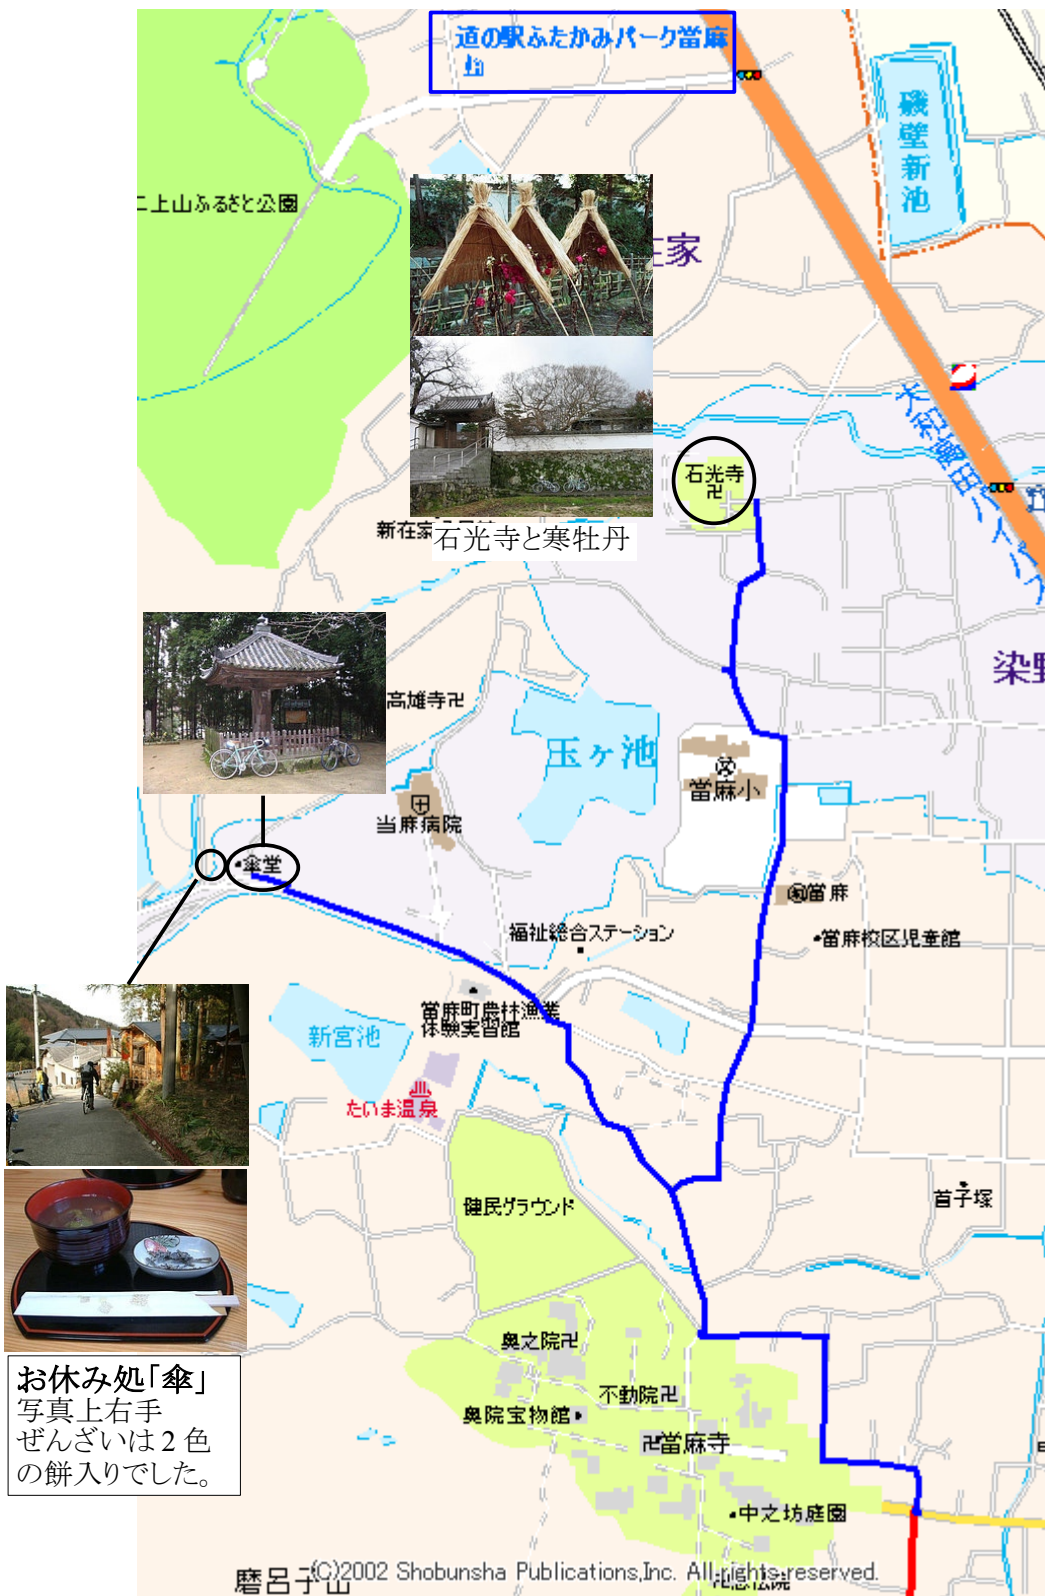 道の駅ふたかみパーク當麻
磯壁新池
二上山ふるさと公園
在家
大和高田バイパス
石光寺
卍
新在家
石光寺と寒牡丹
染野
高雄寺卍
玉ヶ池
當麻小
当麻病院
傘堂
當麻
福祉総合ステーション
當麻校区児童館
當麻町農林漁業
体験実習館
新宮池
たいま温泉
健民グラウンド
首子塚
奥之院卍
不動院卍
奥院宝物館
卍當麻寺
中之坊庭園
お休み処「傘」
写真上右手
ぜんざいは2色
の餅入りでした。
磨呂子山
(C)2002 Shobunsha Publications,Inc. All rights reserved.